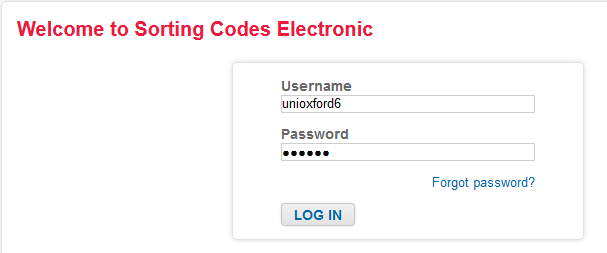 Welcome to Sorting Codes Electronic
Username
unioxford6
Password
●●●●●●
Forgot password?
LOG IN